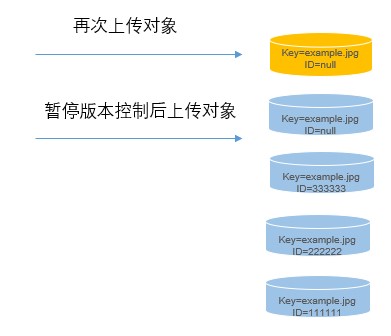 再次上传对象
Key=example.jpg
ID=null
暂停版本控制后上传对象
Key=example.jpg
ID=null
Key=example.jpg
ID=333333
Key=example.jpg
ID=222222
Key=example.jpg
ID=111111